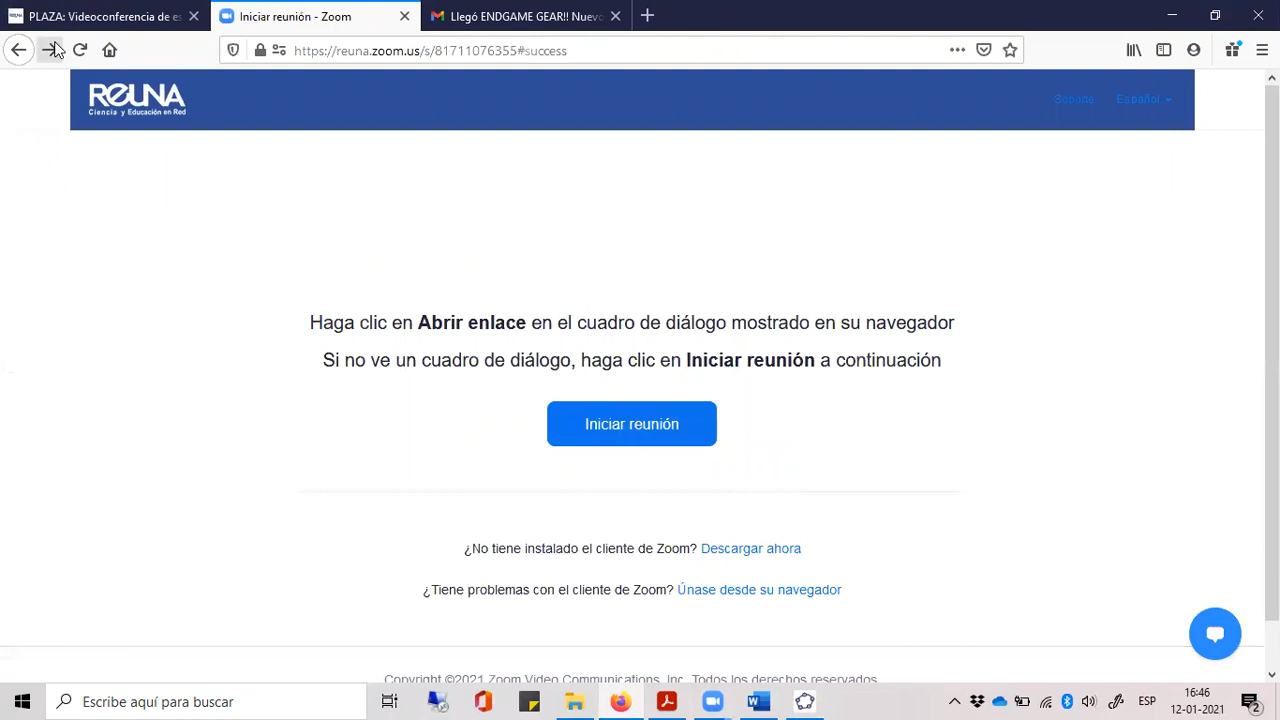 PLAZA: Videoconferencia de es
Iniciar reunión - Zoom
Llegó ENDGAME GEAR!! Nuevo
https://reuna.zoom.us/s/81711076355#success
REUNA
Ciencia y Educación en Red
Soporte
Español
Haga clic en Abrir enlace en el cuadro de diálogo mostrado en su navegador
Si no ve un cuadro de diálogo, haga clic en Iniciar reunión a continuación
Iniciar reunión
¿No tiene instalado el cliente de Zoom? Descargar ahora
¿Tiene problemas con el cliente de Zoom? Únase desde su navegador
Copyright ©2021 Zoom Video Communications, Inc. Todos los derechos reservados.
Escribe aquí para buscar
ESP
16:46
12-01-2021
2